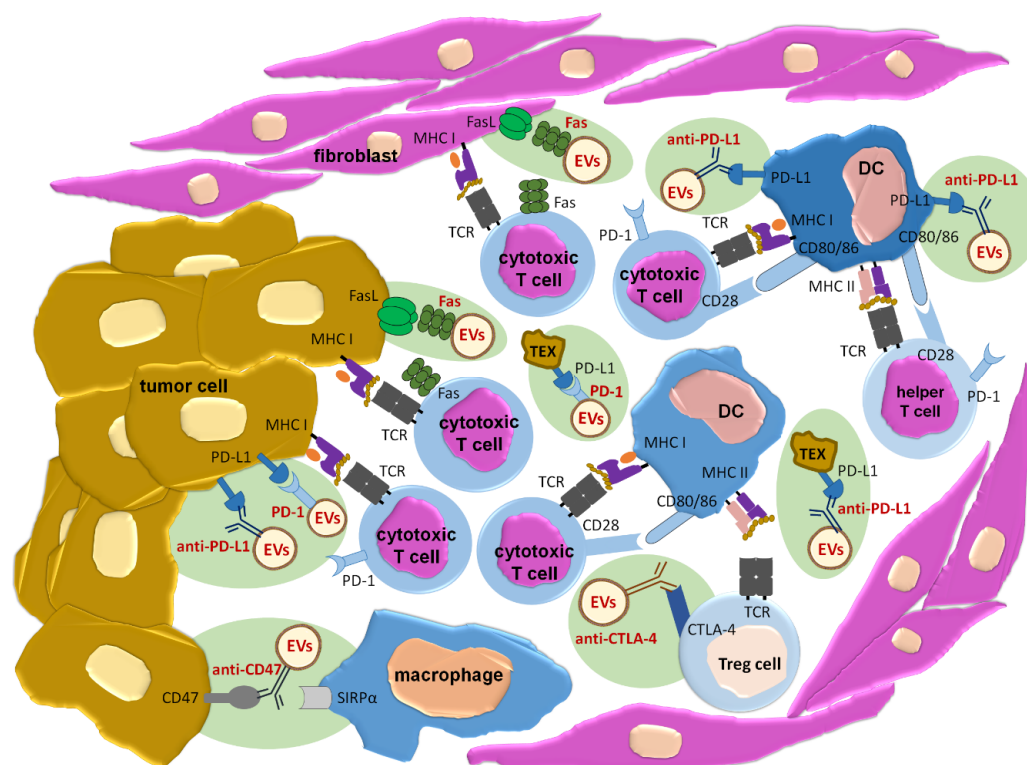 FasL
Fas
MHC I
EVs
fibroblast
anti-PD-L1
EVs
PD-L1
DC
anti-PD-L1
PD-L1
EVs
TCR
Fas
PD-1
TCR
MHC I
CD80/86
CD80/86
cytotoxic
T cell
cytotoxic
T cell
CD28
MHC II
FasL
Fas
EVs
MHC I
TCR
CD28
TEX
PD-L1
PD-1
EVs
helper
T cell
PD-1
tumor cell
Fas
TCR
cytotoxic
T cell
DC
MHC I
MHC I
MHC II
TEX
PD-L1
PD-L1
TCR
TCR
CD80/86
anti-PD-L1
PD-1
EVs
CD28
EVs
anti-PD-L1
EVs
cytotoxic
T cell
cytotoxic
T cell
PD-1
EVs
anti-CTLA-4
CTLA-4
TCR
Treg cell
EVs
anti-CD47
CD47
SIRPα
macrophage